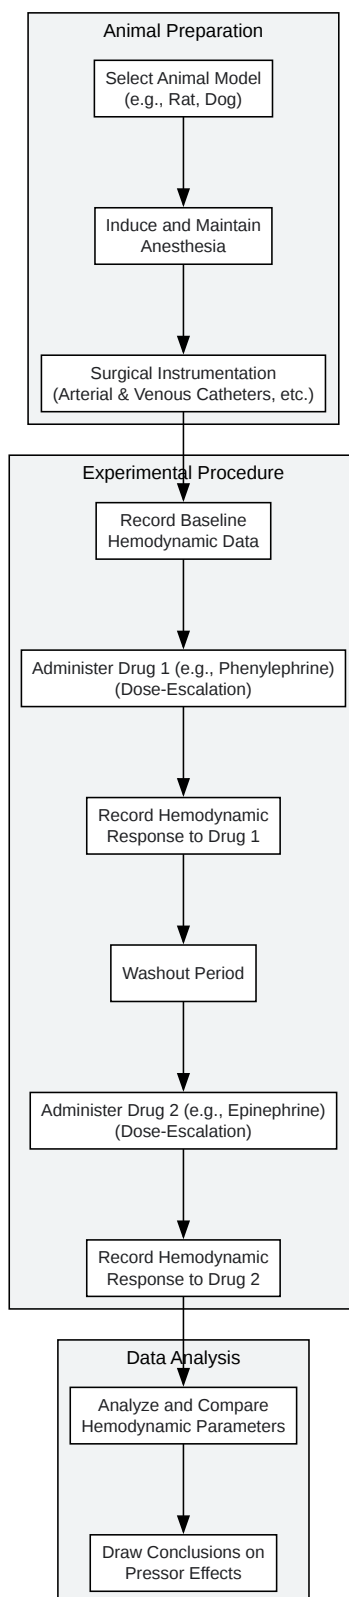 Animal Preparation
Select Animal Model
(e.g., Rat, Dog)
Induce and Maintain
Anesthesia
Surgical Instrumentation
(Arterial & Venous Catheters, etc.)
Experimental Procedure
Record Baseline
Hemodynamic Data
Administer Drug 1 (e.g., Phenylephrine)
(Dose-Escalation)
Record Hemodynamic
Response to Drug 1
Washout Period
Administer Drug 2 (e.g., Epinephrine)
(Dose-Escalation)
Record Hemodynamic
Response to Drug 2
Data Analysis
Analyze and Compare
Hemodynamic Parameters
Draw Conclusions on
Pressor Effects